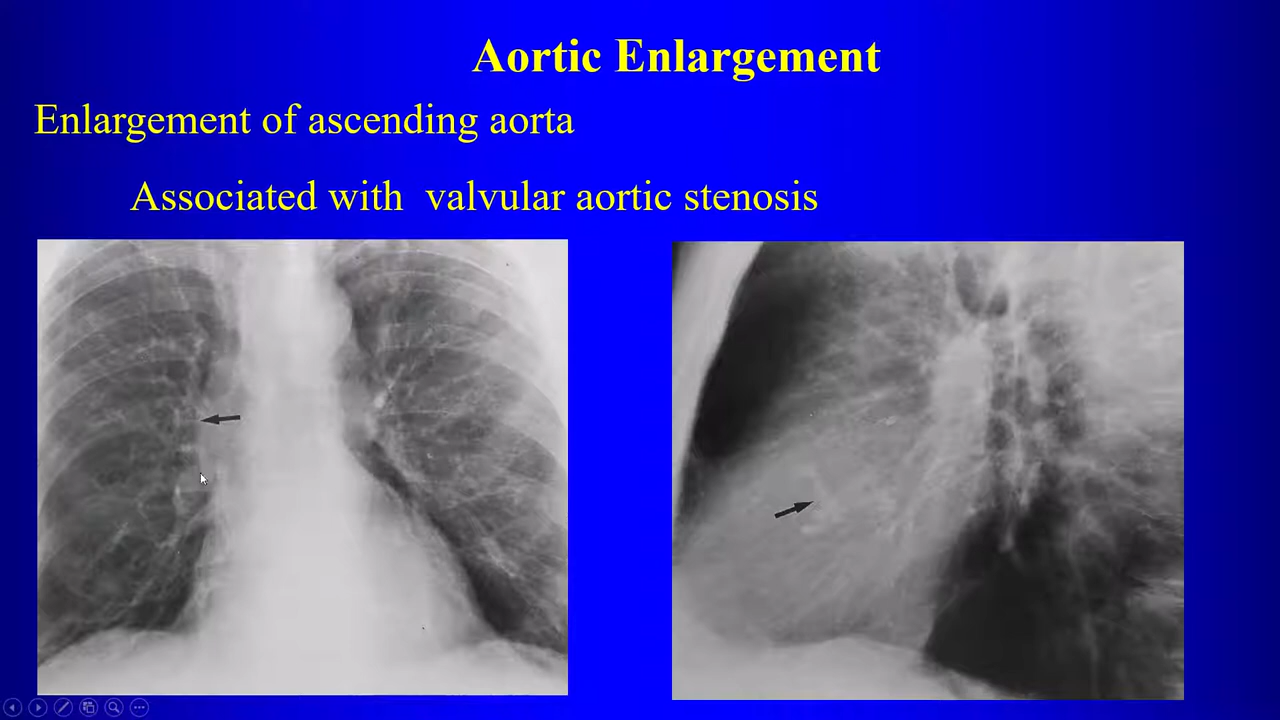 Aortic Enlargement
Enlargement of ascending aorta
Associated with valvular aortic stenosis